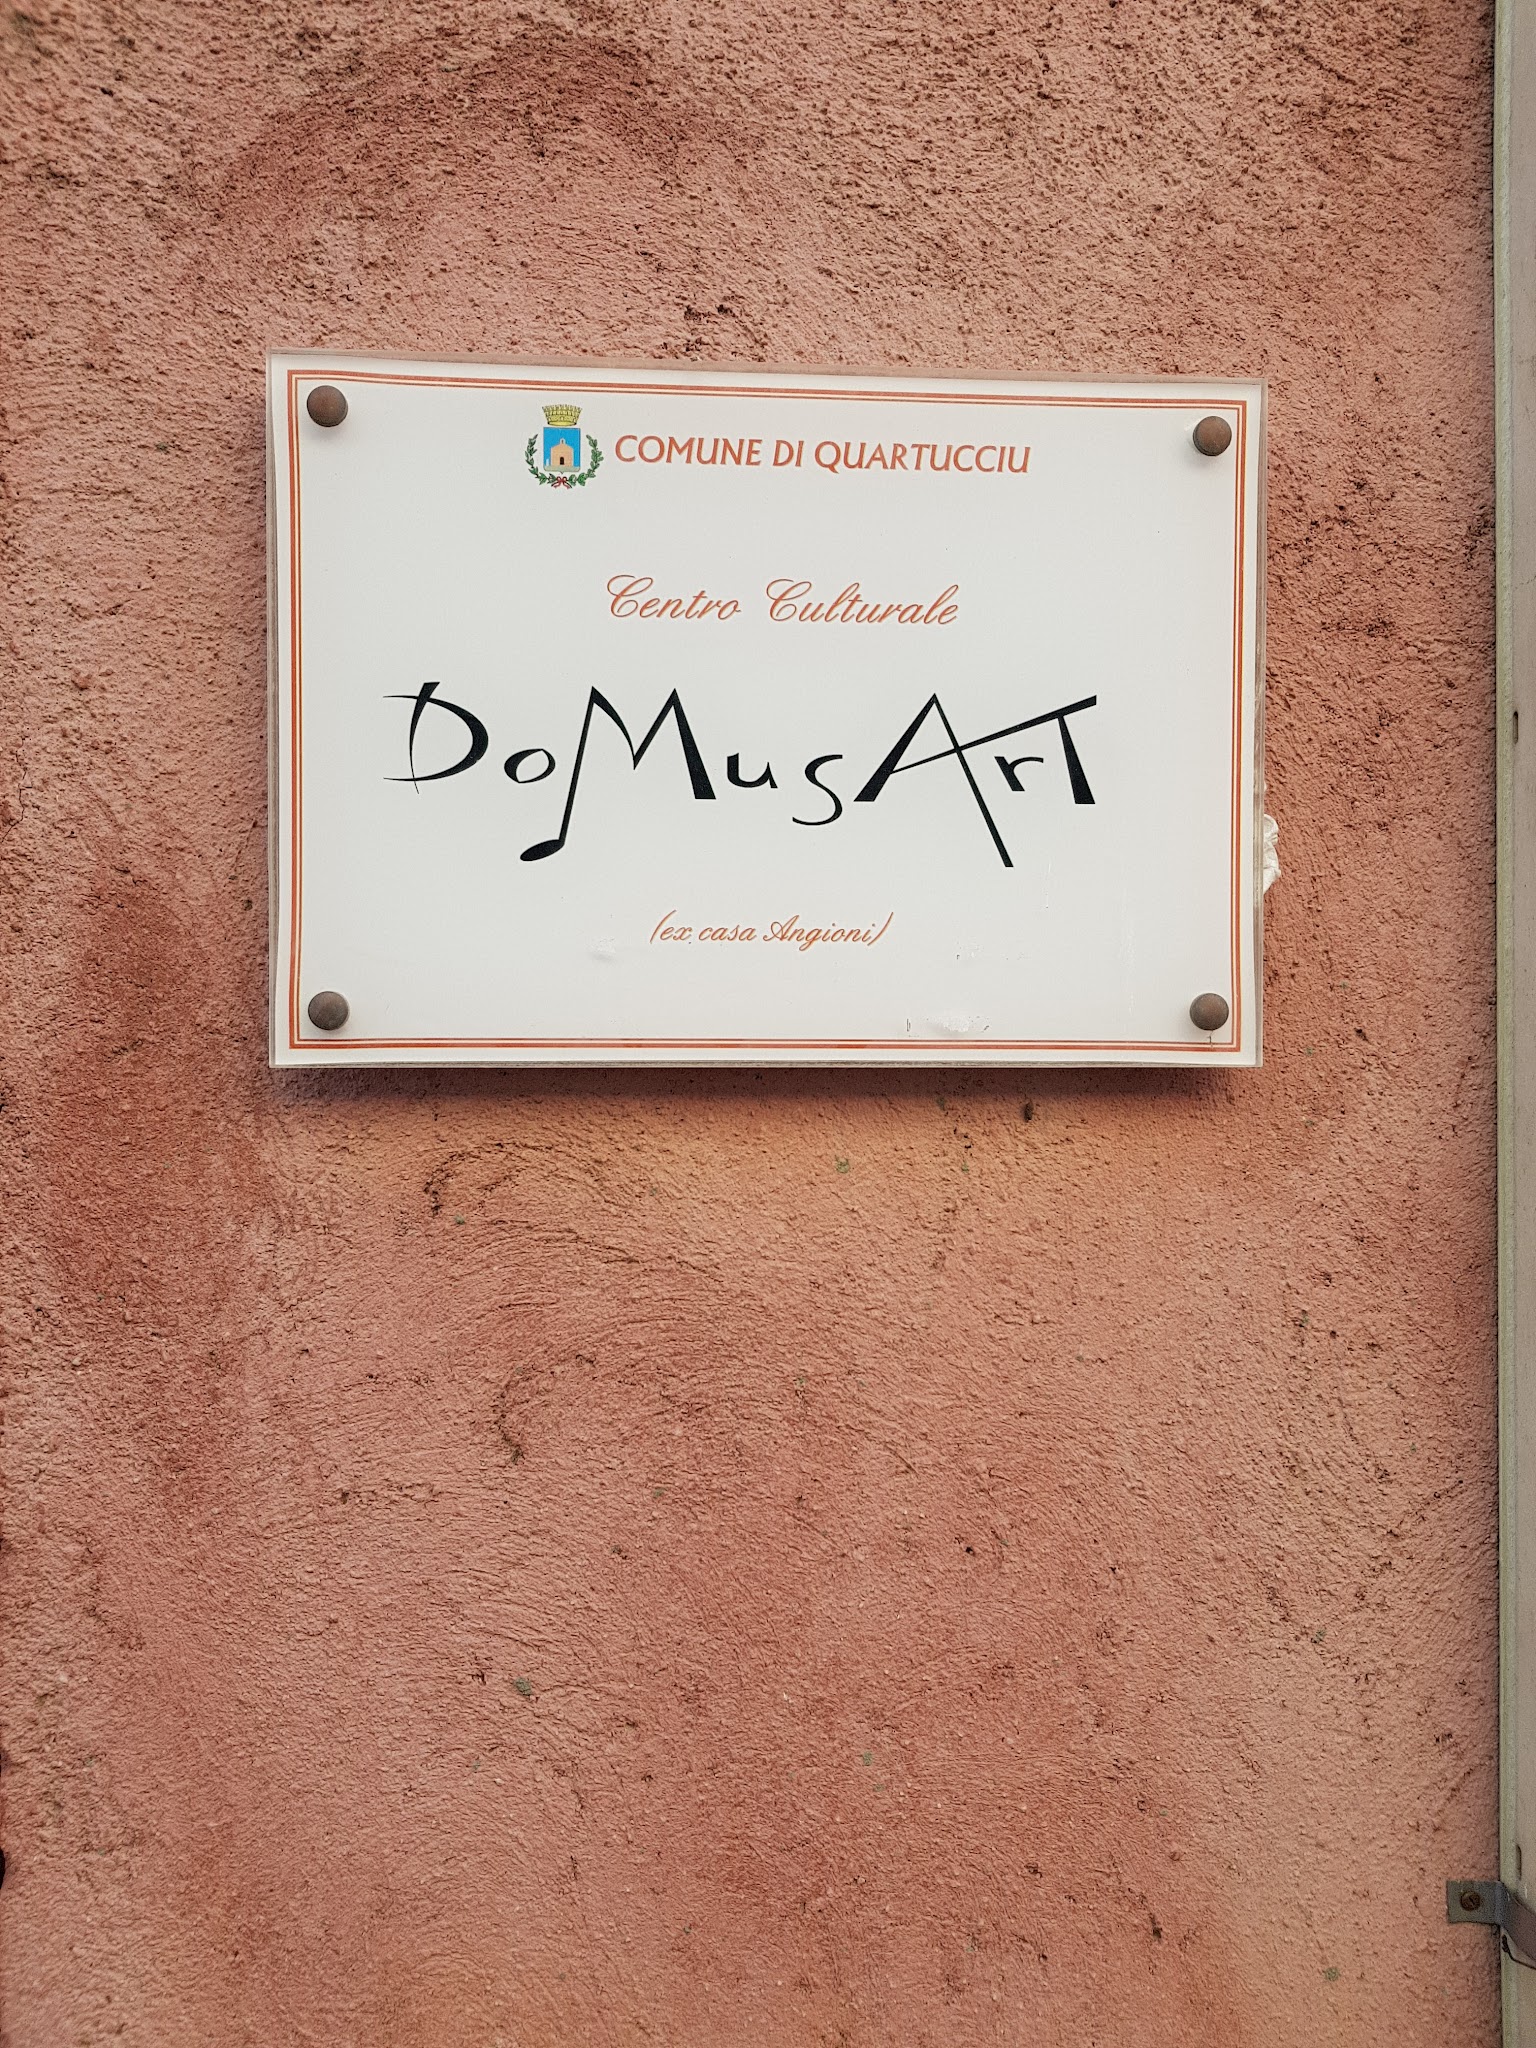 COMUNE DI QUARTUCCIU
Centro Culturale
DoMusArT
(ex casa Angioni)